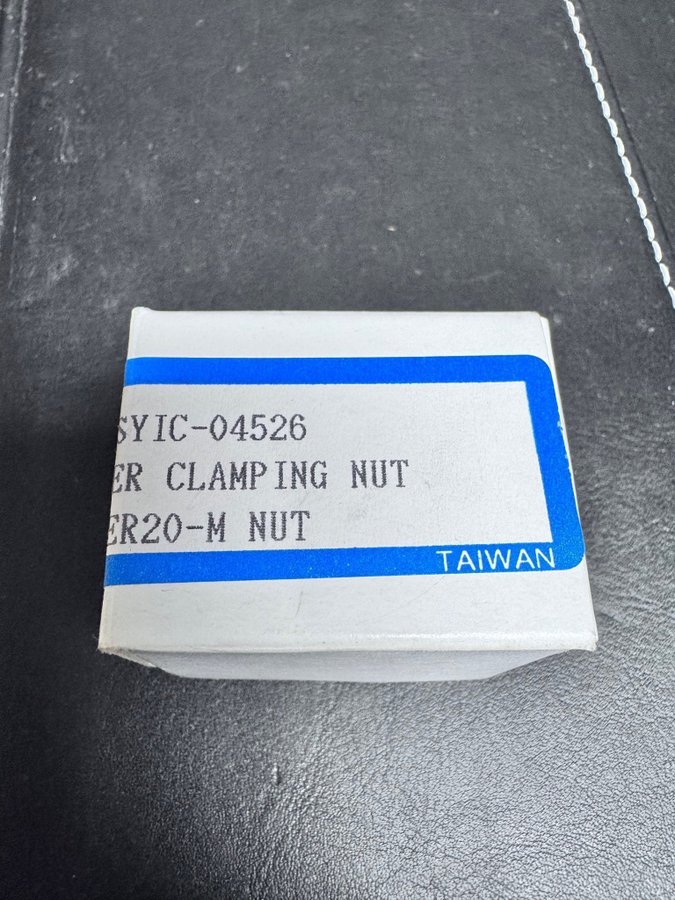 SYIC-04526
ER CLAMPING NUT
ER20-M NUT
TAIWAN